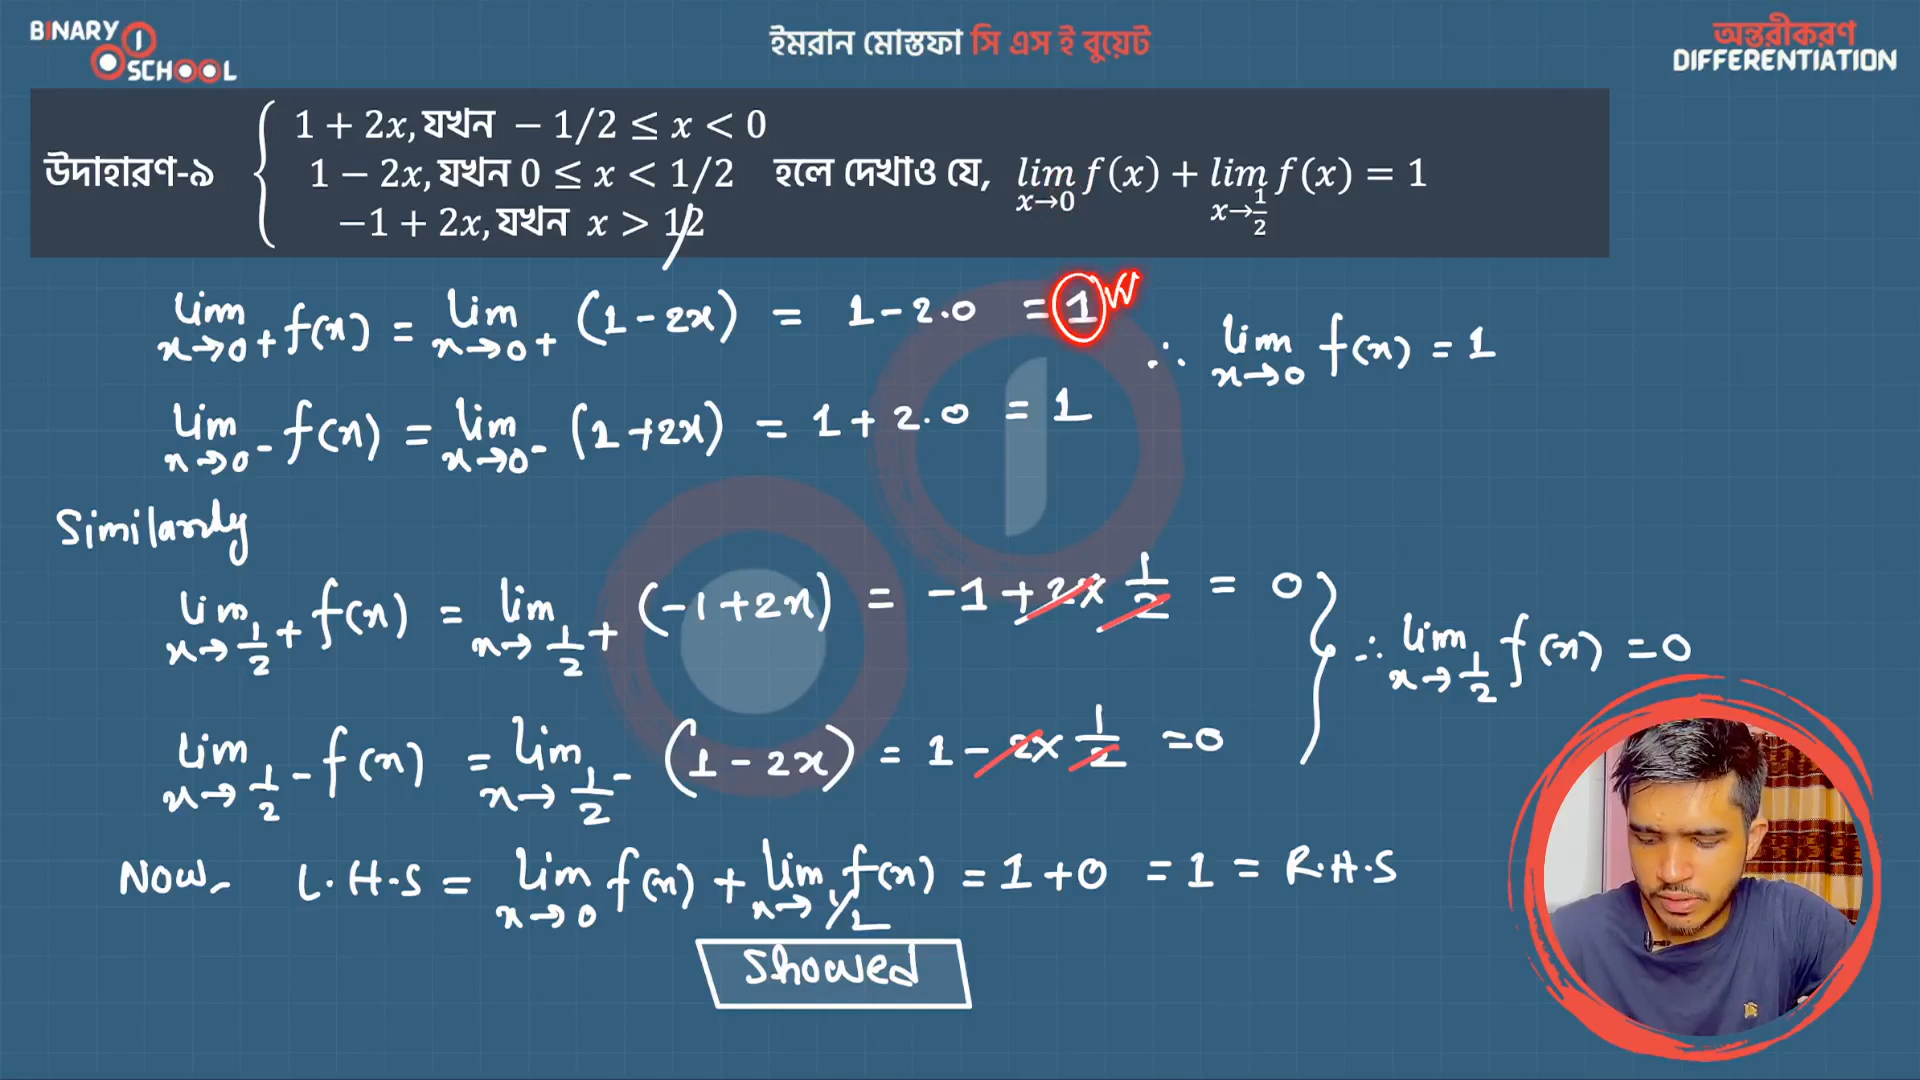 BINARY SCHOOL
ইমরান মোস্তফা সি এস ই বুয়েট
অন্তরীকরণ
DIFFERENTIATION
উদাহারণ-৯ { 1 + 2x, যখন − 1/2 ≤ x < 0
1 − 2x, যখন 0 ≤ x < 1/2 হলে দেখাও যে, lim x→0 f(x) + lim x→1/2 f(x) = 1
−1 + 2x, যখন x > 1/2
lim x→0+ f(x) = lim x→0+ (1-2x) = 1-2.0 = 1
∴ lim x→0 f(x) = 1
lim x→0- f(x) = lim x→0- (1+2x) = 1+2.0 = 1
Similarly
lim x→1/2+ f(x) = lim x→1/2+ (-1+2x) = -1+2×1/2 = 0
∴ lim x→1/2 f(x) = 0
lim x→1/2- f(x) = lim x→1/2- (1-2x) = 1-2×1/2 = 0
Now, L.H.S = lim x→0 f(x) + lim x→1/2 f(x) = 1+0 = 1 = R.H.S
Showed